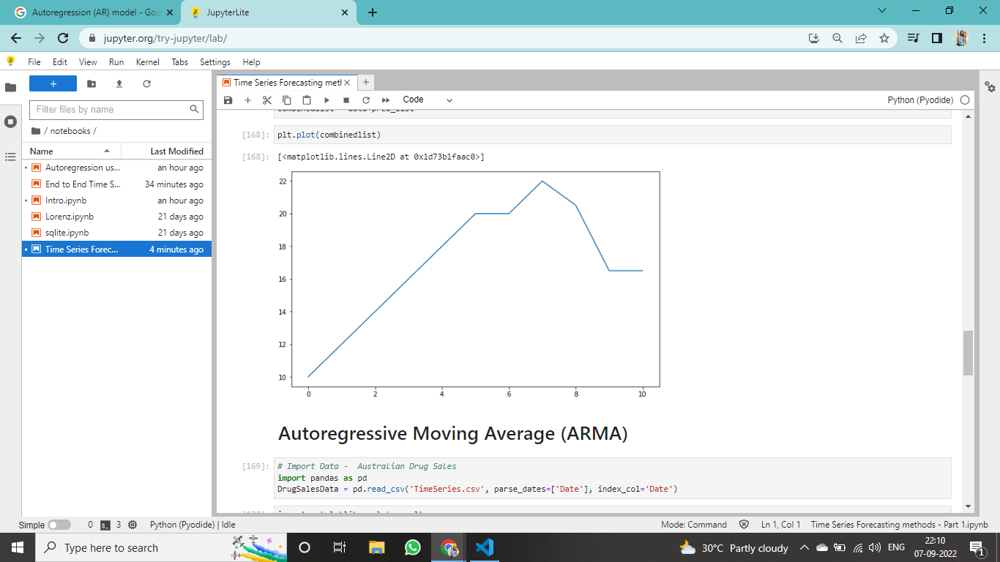 Autoregression (AR) model - Goo
JupyterLite
jupyter.org/try-jupyter/lab/
File Edit View Run Kernel Tabs Settings Help
Time Series Forecasting met
Code
Python (Pyodide)
Filter files by name
/ notebooks /
Name Last Modified
Autoregression us... an hour ago
End to End Time S... 34 minutes ago
Intro.ipynb an hour ago
Lorenz.ipynb 21 days ago
sqlite.ipynb 21 days ago
Time Series Forec... 4 minutes ago
[168]: plt.plot(combinedlist)
[168]: [<matplotlib.lines.Line2D at 0x1d73b1faac0>]
22
20
18
16
14
12
10
0 2 4 6 8 10
Autoregressive Moving Average (ARMA)
[169]: # Import Data - Australian Drug Sales
import pandas as pd
DrugSalesData = pd.read_csv('TimeSeries.csv', parse_dates=['Date'], index_col='Date')
Simple 0 3 Python (Pyodide) | Idle Mode: Command Ln 1, Col 1 Time Series Forecasting methods - Part 1.ipynb
Type here to search
30°C Partly cloudy
ENG
22:10
07-09-2022
1